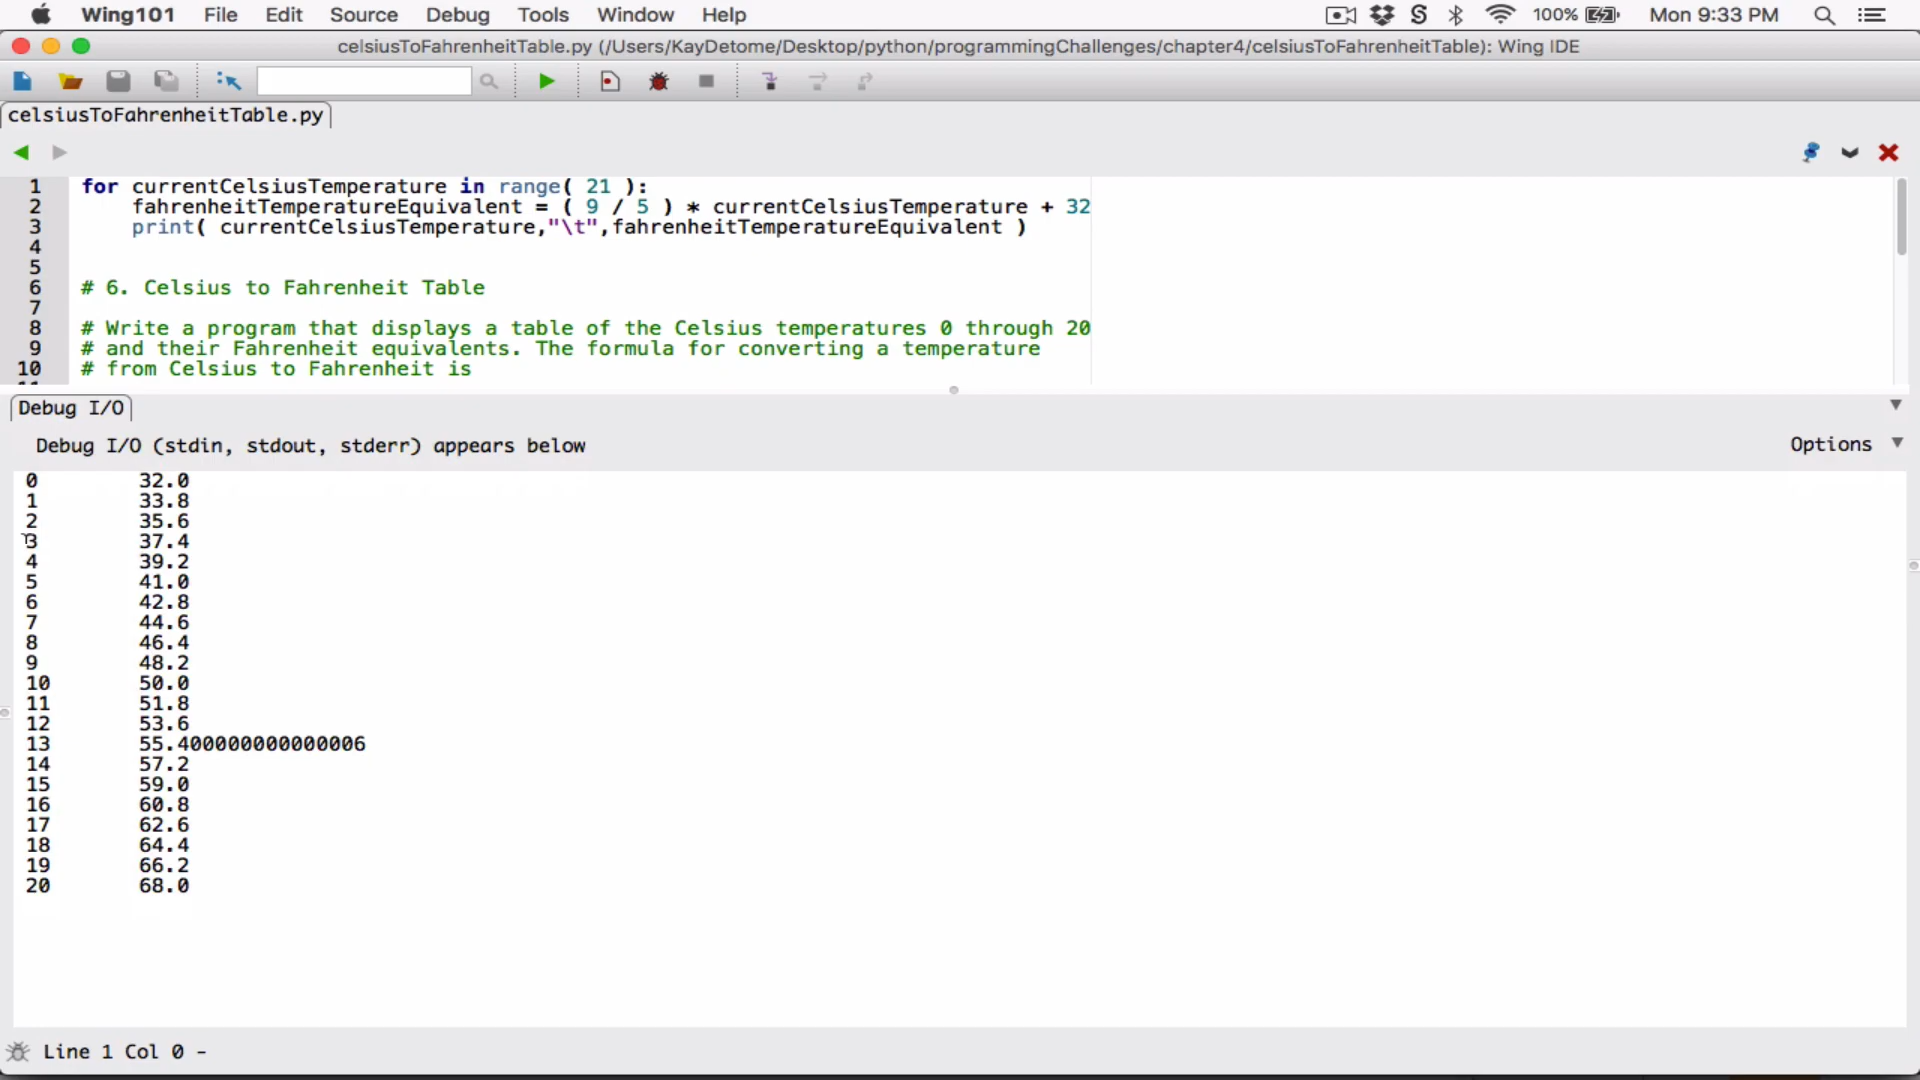 Wing101 File Edit Source Debug Tools Window Help 100% Mon 9:33 PM
celsiusToFahrenheitTable.py (/Users/KayDetome/Desktop/python/programmingChallenges/chapter4/celsiusToFahrenheitTable): Wing IDE
celsiusToFahrenheitTable.py
1 for currentCelsiusTemperature in range( 21 ):
2 fahrenheitTemperatureEquivalent = ( 9 / 5 ) * currentCelsiusTemperature + 32
3 print( currentCelsiusTemperature,"\t",fahrenheitTemperatureEquivalent )
4
5
6 # 6. Celsius to Fahrenheit Table
7
8 # Write a program that displays a table of the Celsius temperatures 0 through 20
9 # and their Fahrenheit equivalents. The formula for converting a temperature
10 # from Celsius to Fahrenheit is
Debug I/O
Debug I/O (stdin, stdout, stderr) appears below Options
0 32.0
1 33.8
2 35.6
3 37.4
4 39.2
5 41.0
6 42.8
7 44.6
8 46.4
9 48.2
10 50.0
11 51.8
12 53.6
13 55.400000000000006
14 57.2
15 59.0
16 60.8
17 62.6
18 64.4
19 66.2
20 68.0
Line 1 Col 0 -